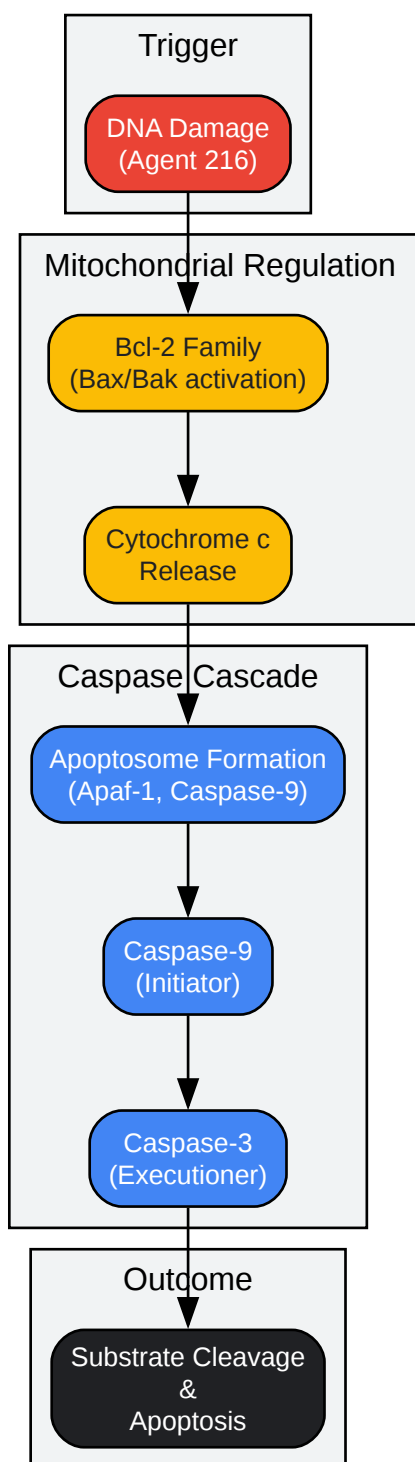 Trigger
DNA Damage
(Agent 216)
Mitochondrial Regulation
Bcl-2 Family
(Bax/Bak activation)
Cytochrome c
Release
Caspase Cascade
Apoptosome Formation
(Apaf-1, Caspase-9)
Caspase-9
(Initiator)
Caspase-3
(Executioner)
Outcome
Substrate Cleavage
&
Apoptosis